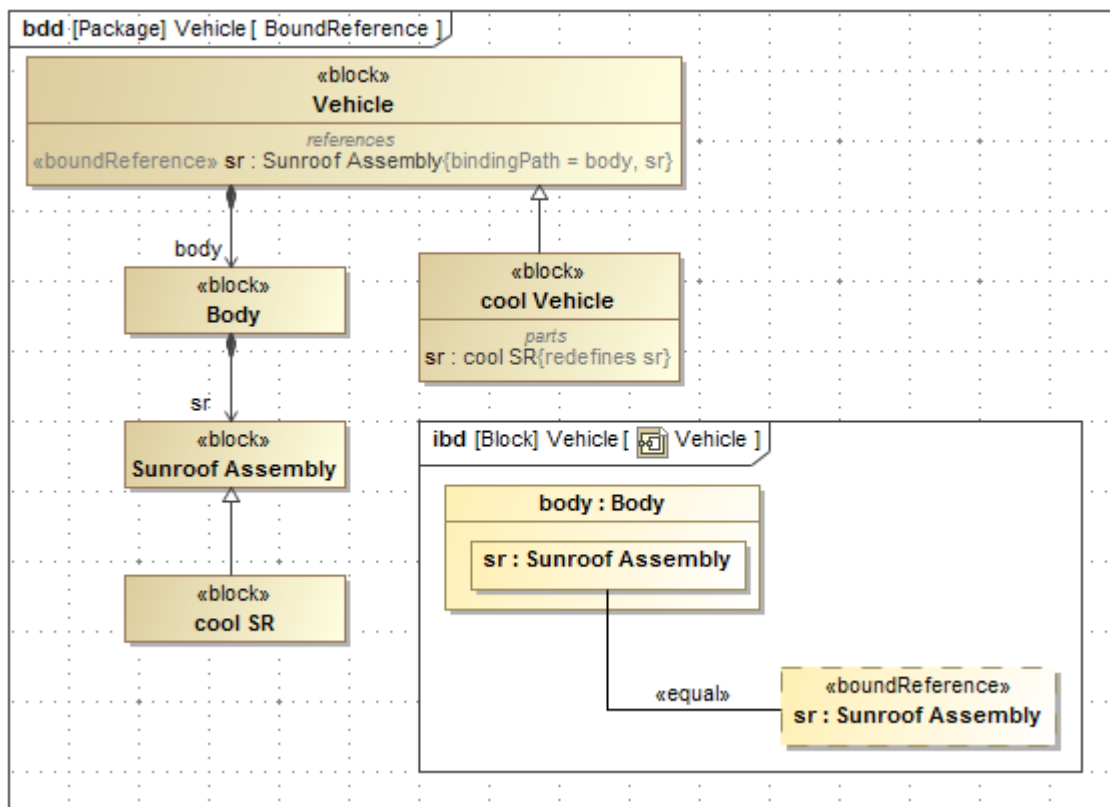 bdd [Package] Vehicle[ BoundReference ]
«block»
Vehicle
references
«boundReference» sr : Sunroof Assembly{bindingPath = body, sr}
body
«block»
Body
«block»
cool Vehicle
parts
sr : cool SR{redefines sr}
sr
«block»
Sunroof Assembly
«block»
cool SR
ibd [Block] Vehicle[ Vehicle ]
body : Body
sr : Sunroof Assembly
«equal»
«boundReference»
sr : Sunroof Assembly